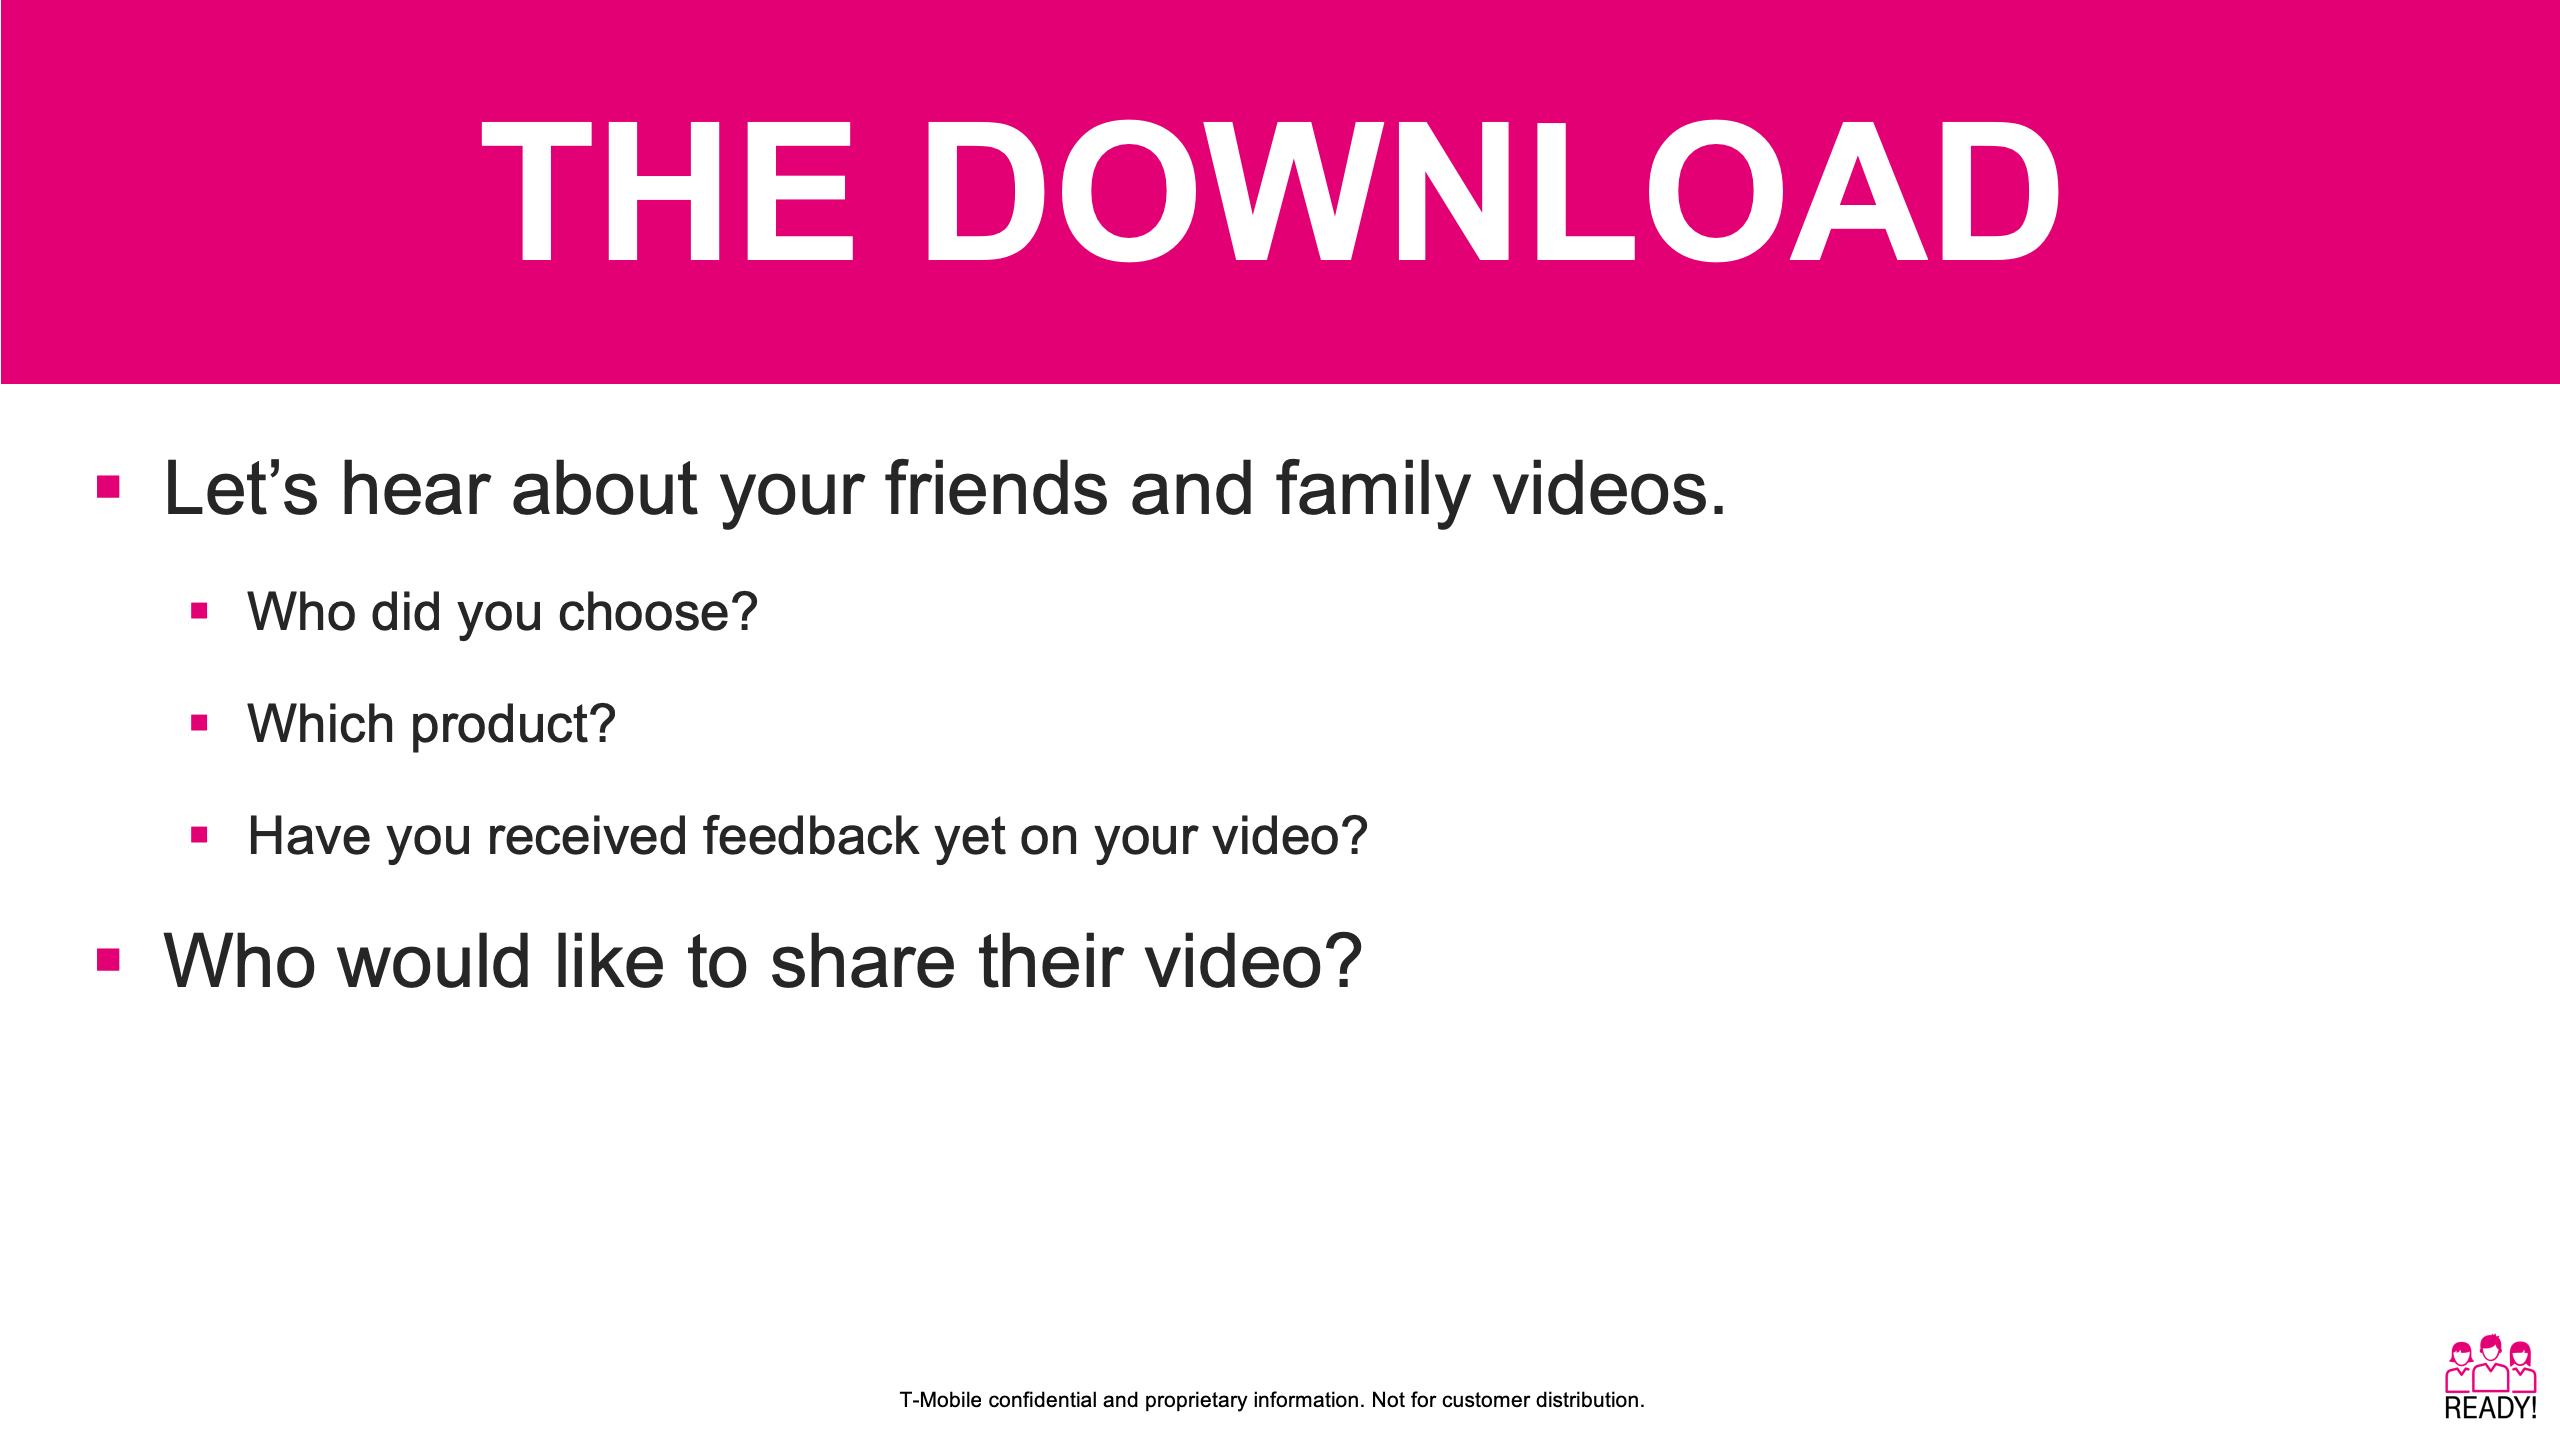 THE DOWNLOAD
Let’s hear about your friends and family videos.
Who did you choose?
Which product?
Have you received feedback yet on your video?
Who would like to share their video?
T-Mobile confidential and proprietary information. Not for customer distribution.
READY!